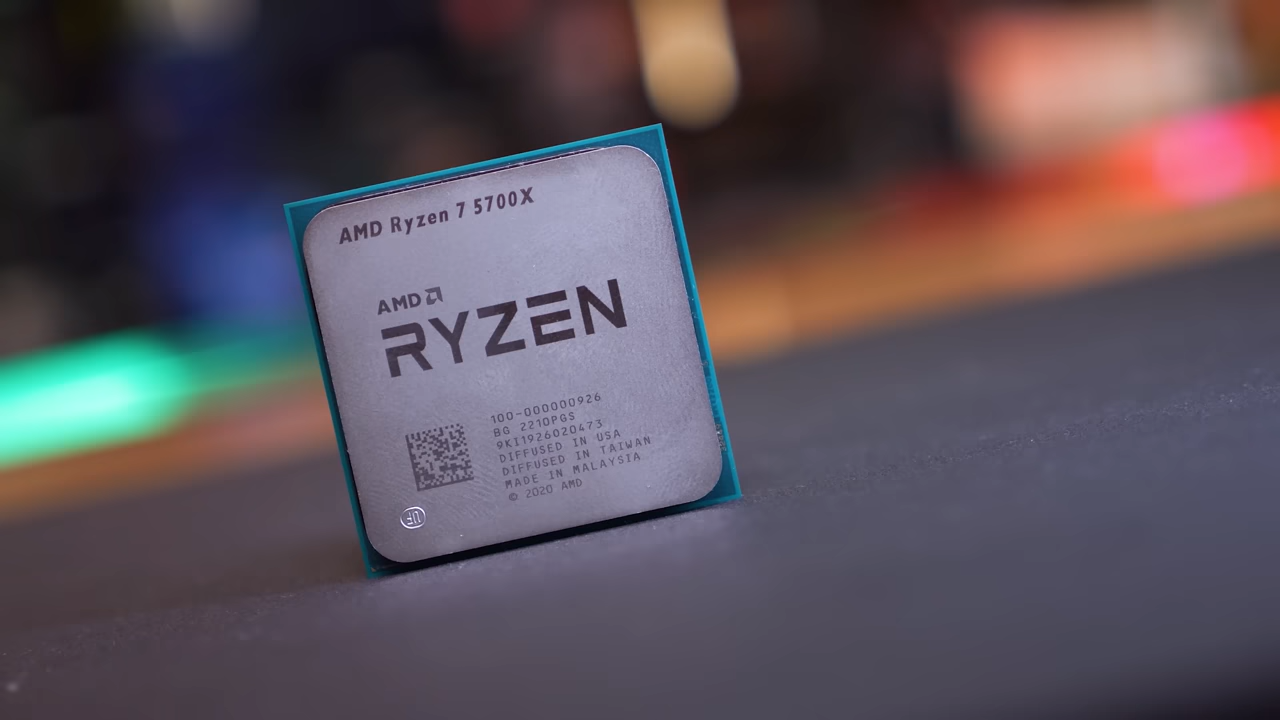 AMD Ryzen 7 5700X
AMD
RYZEN
100-000000926
BG 2210PGS
9KI1926020473
DIFFUSED IN USA
DIFFUSED IN TAIWAN
MADE IN MALAYSIA
© 2020 AMD
UF